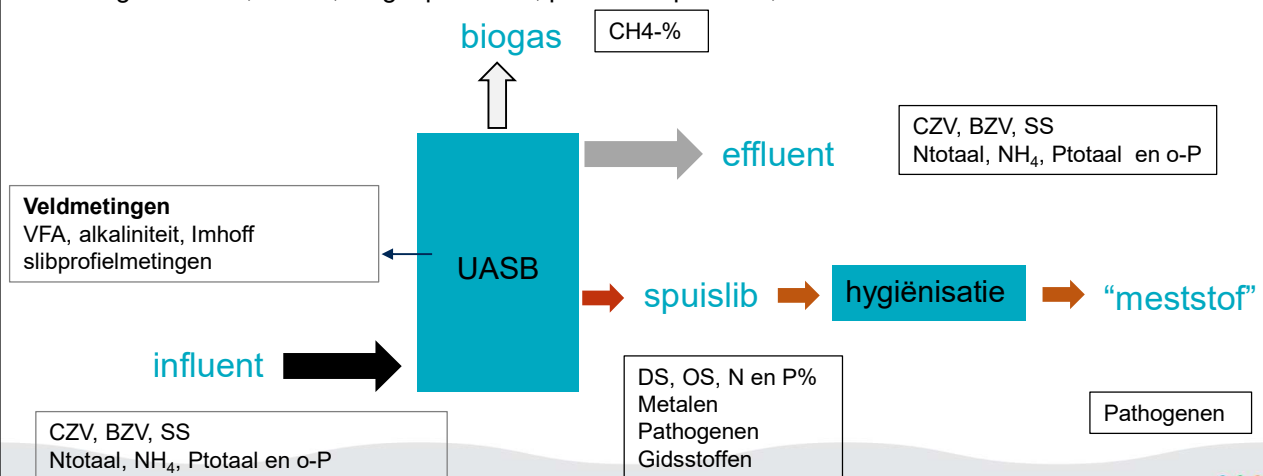 biogas
CH4-%
CZV, BZV, SS
Ntotaal, NH₄, Ptotaal en o-P
effluent
Veldmetingen
VFA, alkaliniteit, Imhoff
slibprofielmetingen
UASB
spuislib
hygiënisatie
“meststof”
influent
DS, OS, N en P%
Metalen
Pathogenen
Gidsstoffen
Pathogenen
CZV, BZV, SS
Ntotaal, NH₄, Ptotaal en o-P